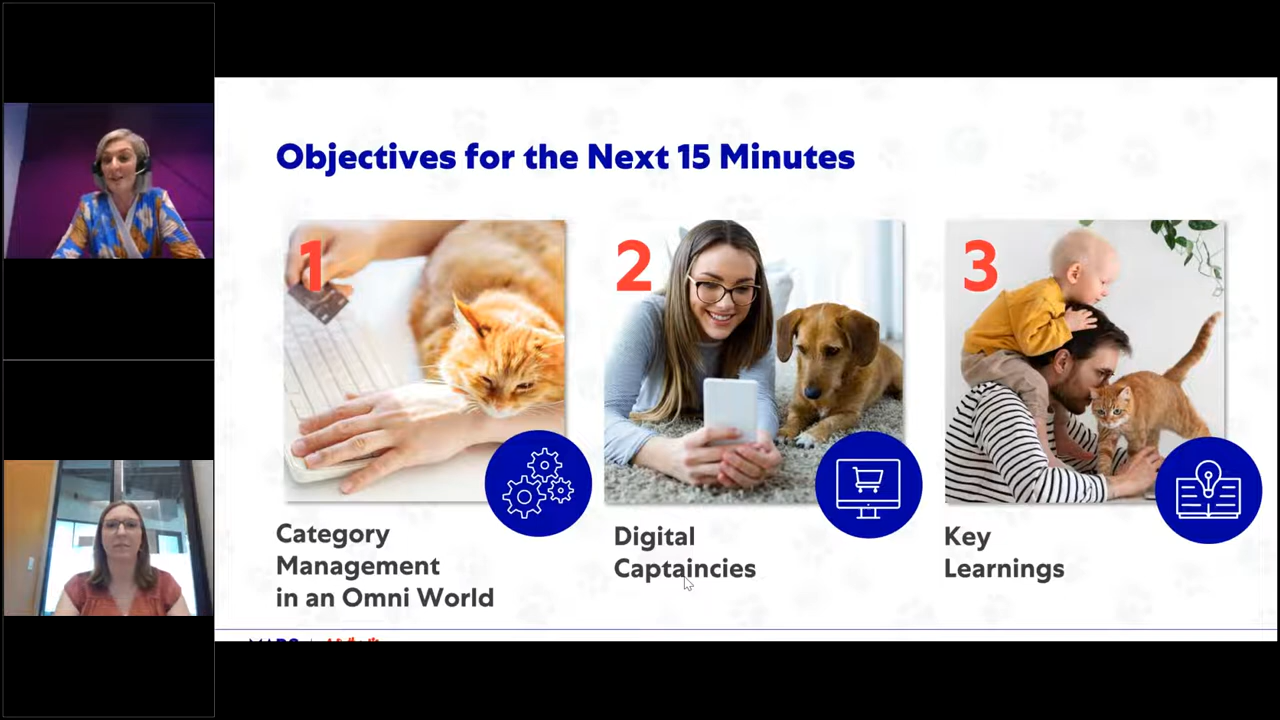 Objectives for the Next 15 Minutes
1
2
3
Category
Management
in an Omni World
Digital
Captaincies
Key
Learnings